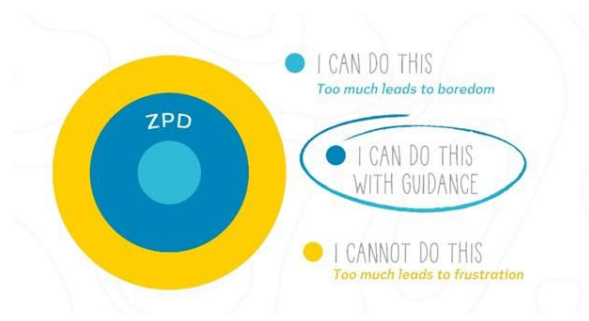 ZPD
I CAN DO THIS
Too much leads to boredom
I CAN DO THIS
WITH GUIDANCE
I CANNOT DO THIS
Too much leads to frustration